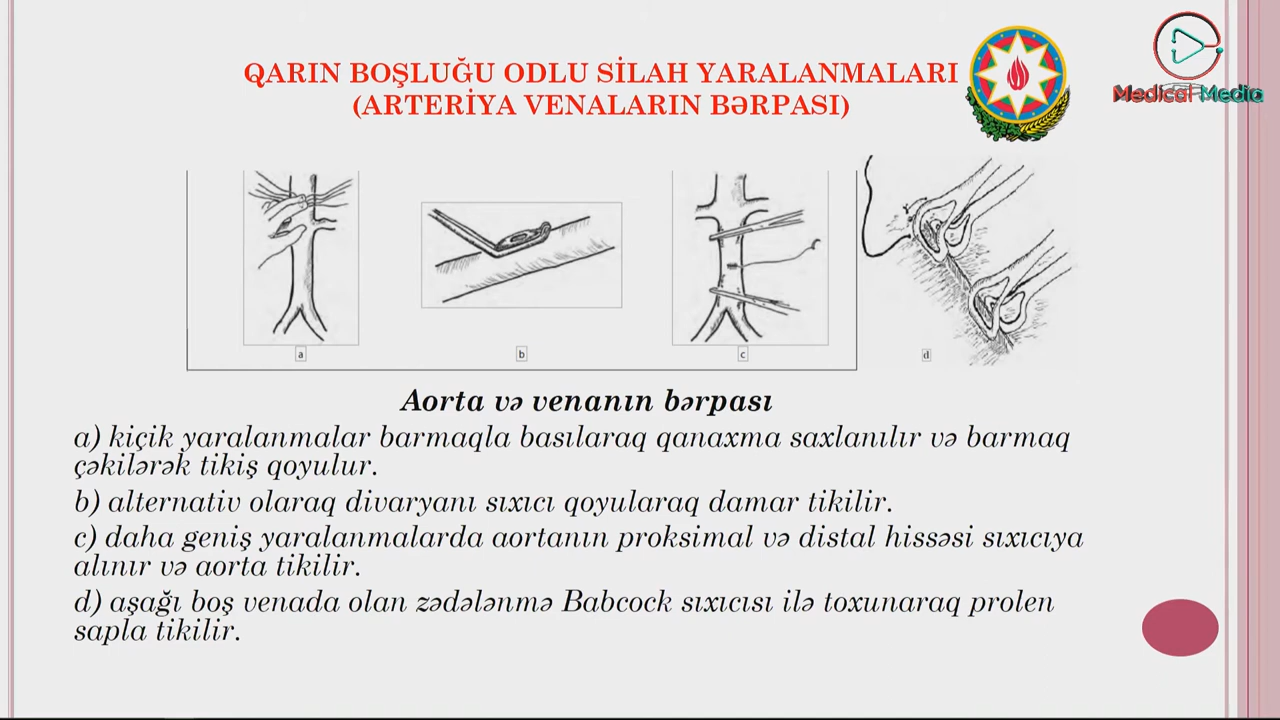 QARIN BOŞLUĞU ODLU SİLAH YARALANMALARI
(ARTERİYA VENALARIN BƏRPASI)
Medical Media
a
b
c
d
Aorta və venanın bərpası
a) kiçik yaralanmalar barmaqla basılaraq qanaxma saxlanılır və barmaq
çəkilərək tikiş qoyulur.
b) alternativ olaraq divaryanı sıxıcı qoyularaq damar tikilir.
c) daha geniş yaralanmalarda aortanın proksimal və distal hissəsi sıxıcıya
alınır və aorta tikilir.
d) aşağı boş venada olan zədələnmə Babcock sıxıcısı ilə toxunaraq prolen
sapla tikilir.